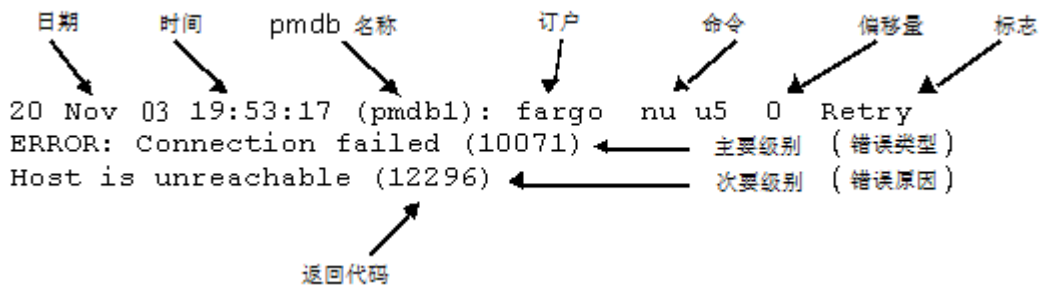 日期 时间 pmdb 名称 订户 命令 偏移量 标志
20 Nov 03 19:53:17 (pmdb1): fargo nu u5 0 Retry
ERROR: Connection failed (10071) 主要级别 (错误类型)
Host is unreachable (12296) 次要级别 (错误原因)
返回代码